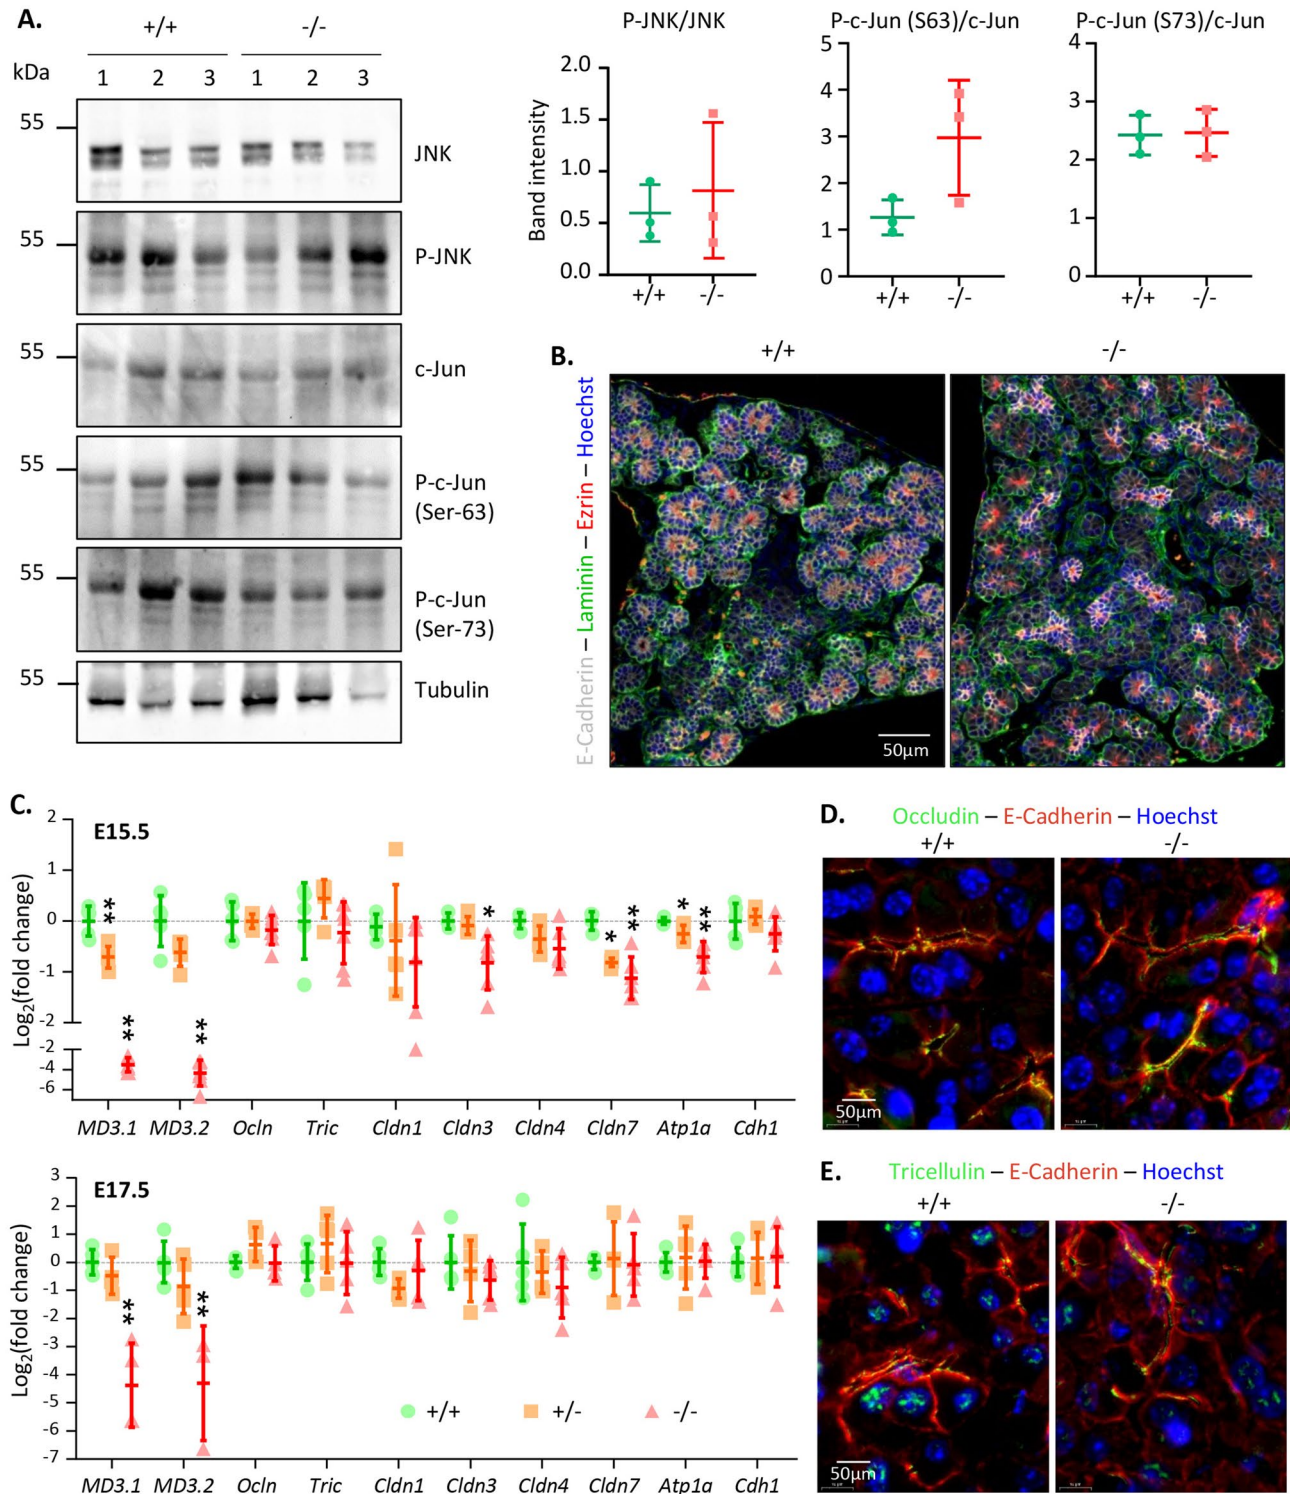 A.
+/+ -/-
kDa 1 2 3 1 2 3
55 JNK
55 P-JNK
55 c-Jun
55 P-c-Jun
(Ser-63)
55 P-c-Jun
(Ser-73)
55 Tubulin
P-JNK/JNK
Band intensity
2.0
1.5
1.0
0.5
0.0
+/+ -/-
P-c-Jun (S63)/c-Jun
5
4
3
2
1
0
+/+ -/-
P-c-Jun (S73)/c-Jun
4
3
2
1
0
+/+ -/-
B.
+/+ -/-
E-Cadherin – Laminin – Ezrin – Hoechst
50µm
C.
E15.5
Log2(fold change)
2
1
0
-1
-2
-2
-4
-6
** ** * * ** * **
** **
MD3.1 MD3.2 Ocln Tric Cldn1 Cldn3 Cldn4 Cldn7 Atp1a Cdh1
E17.5
Log2(fold change)
3
2
1
0
-1
-2
-3
-4
-5
-6
-7
** **
+/+ +/- -/-
MD3.1 MD3.2 Ocln Tric Cldn1 Cldn3 Cldn4 Cldn7 Atp1a Cdh1
D.
Occludin – E-Cadherin – Hoechst
+/+ -/-
50µm
E.
Tricellulin – E-Cadherin – Hoechst
+/+ -/-
50µm